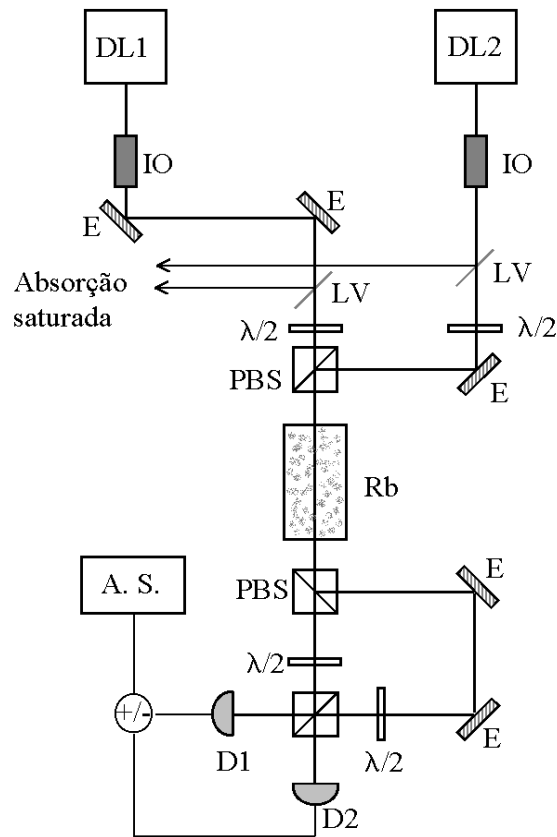 DL1
DL2
IO
IO
E
E
LV
Absorção
saturada
LV
λ/2
λ/2
PBS
E
Rb
A. S.
PBS
E
λ/2
+/-
D1
λ/2
E
D2